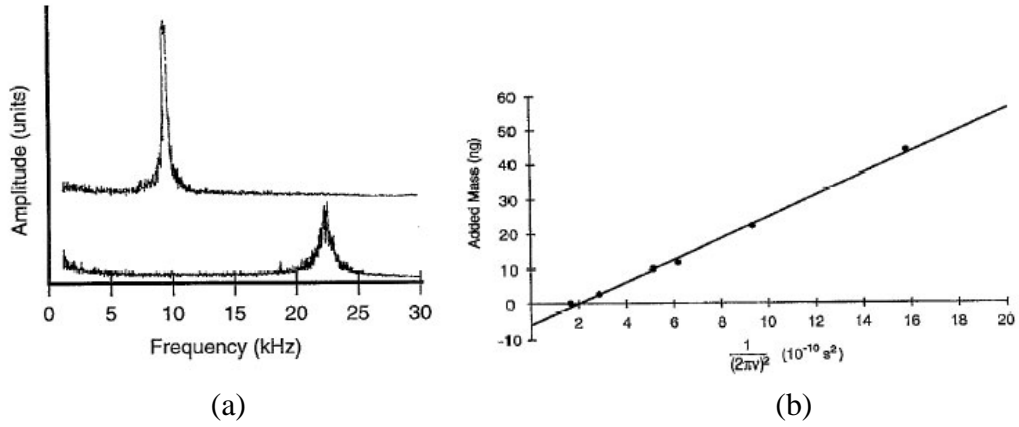 Amplitude (units)
0 5 10 15 20 25 30
Frequency (kHz)
(a)
Added Mass (ng)
60
50
40
30
20
10
0
-10
2 4 6 8 10 12 14 16 18 20
1/(2πν)² (10⁻¹⁰ s²)
(b)